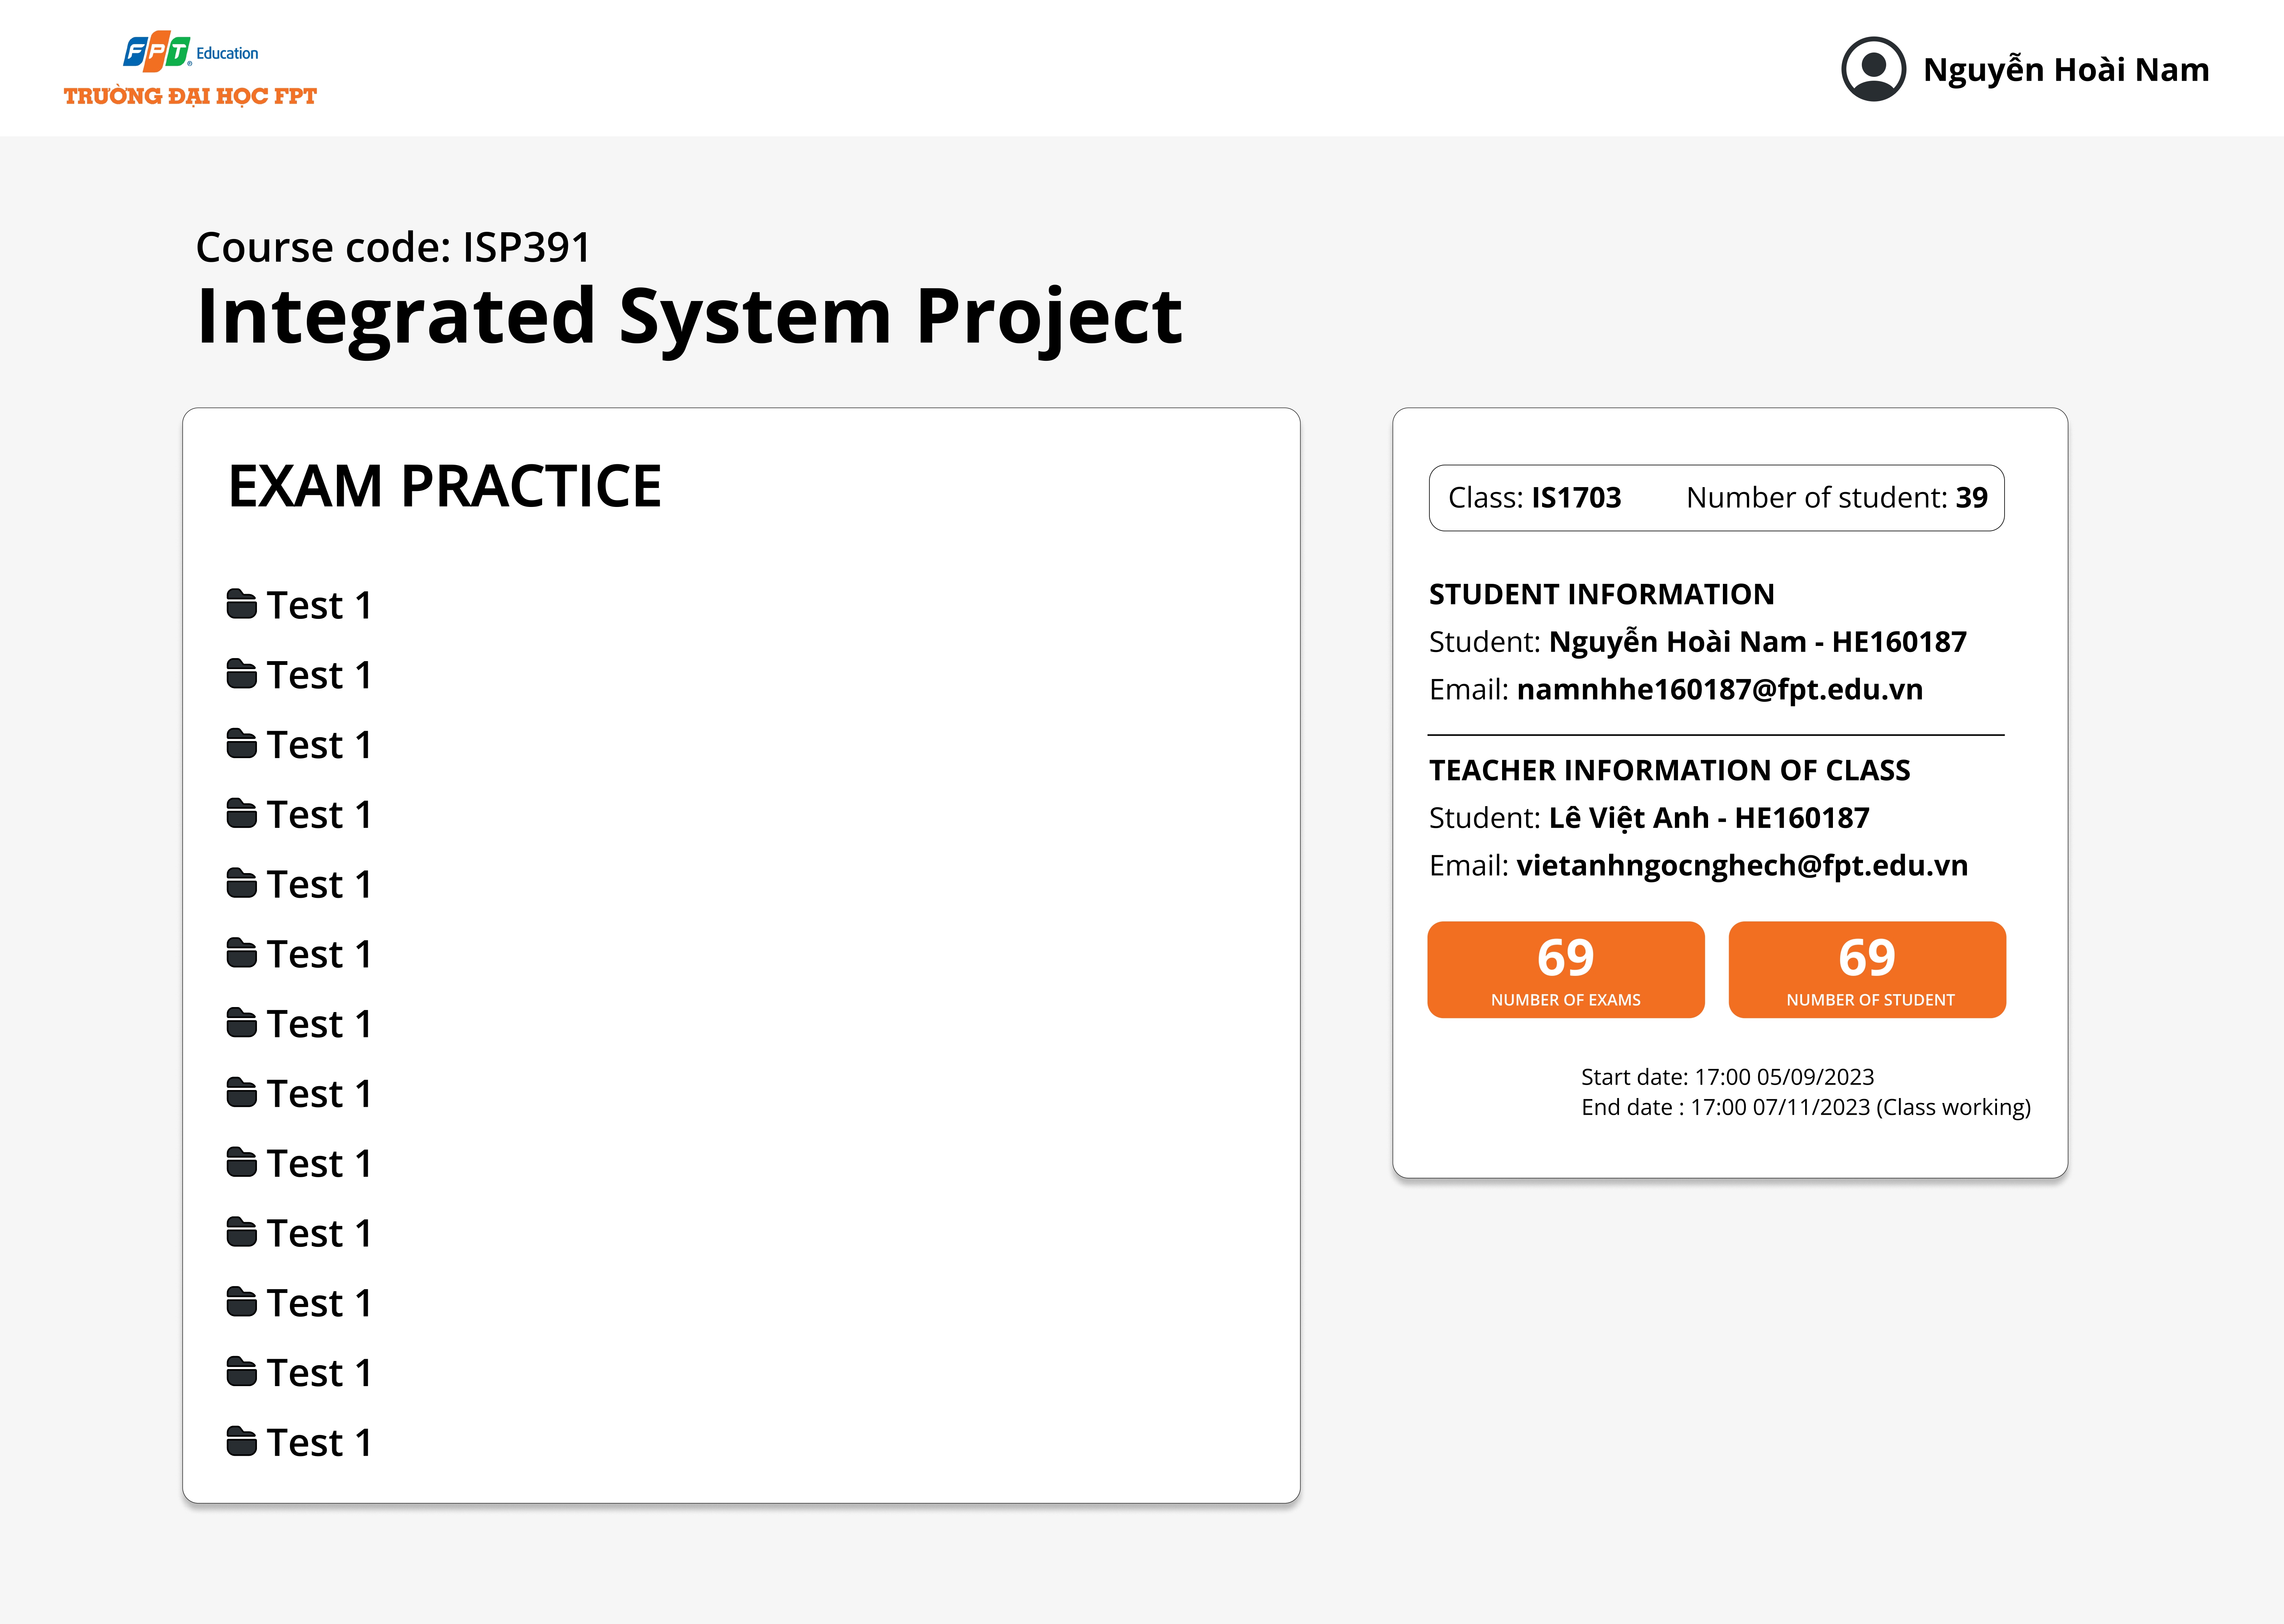 FPT Education
TRƯỜNG ĐẠI HỌC FPT
Nguyễn Hoài Nam
Course code: ISP391
Integrated System Project
EXAM PRACTICE
Test 1
Test 1
Test 1
Test 1
Test 1
Test 1
Test 1
Test 1
Test 1
Test 1
Test 1
Test 1
Test 1
Class: IS1703 Number of student: 39
STUDENT INFORMATION
Student: Nguyễn Hoài Nam - HE160187
Email: namnhhe160187@fpt.edu.vn
TEACHER INFORMATION OF CLASS
Student: Lê Việt Anh - HE160187
Email: vietanhngocnghech@fpt.edu.vn
69 69
NUMBER OF EXAMS NUMBER OF STUDENT
Start date: 17:00 05/09/2023
End date : 17:00 07/11/2023 (Class working)